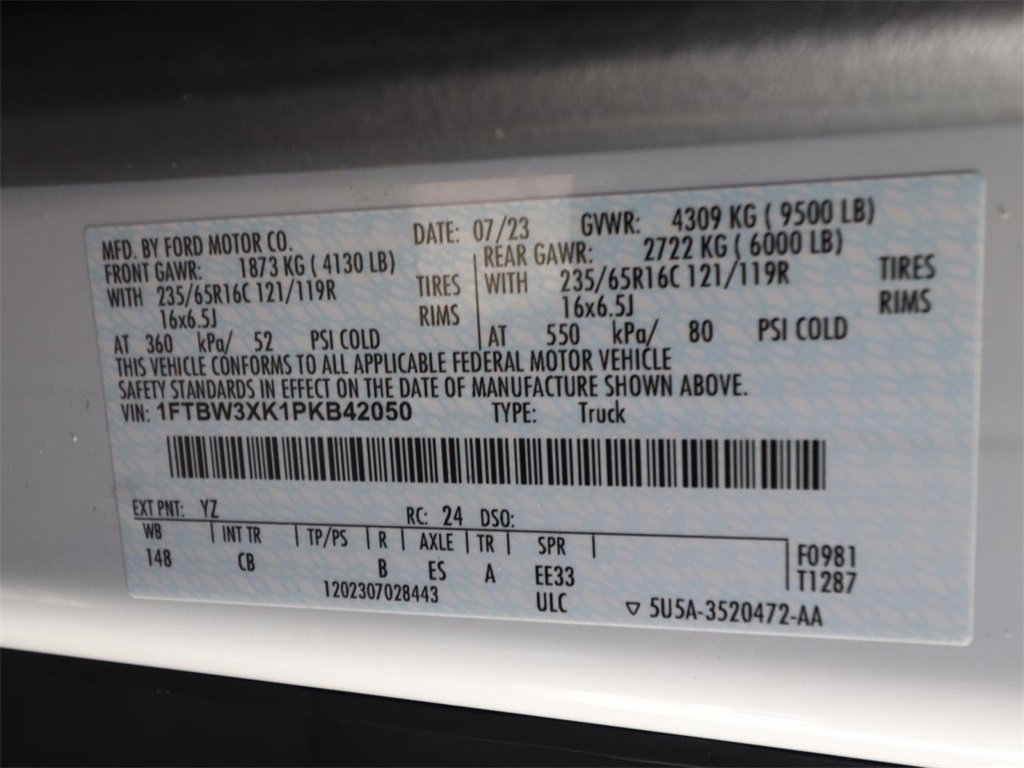 MFD. BY FORD MOTOR CO. DATE: 07/23 GVWR: 4309 KG ( 9500 LB)
FRONT GAWR: 1873 KG ( 4130 LB) REAR GAWR: 2722 KG ( 6000 LB)
WITH 235/65R16C 121/119R TIRES WITH 235/65R16C 121/119R TIRES
16x6.5J RIMS 16x6.5J RIMS
AT 360 kPa/ 52 PSI COLD AT 550 kPa/ 80 PSI COLD
THIS VEHICLE CONFORMS TO ALL APPLICABLE FEDERAL MOTOR VEHICLE
SAFETY STANDARDS IN EFFECT ON THE DATE OF MANUFACTURE SHOWN ABOVE.
VIN: 1FTBW3XK1PKB42050 TYPE: Truck
EXT PNT: YZ RC: 24 DSO:
WB INT TR TP/PS R AXLE TR SPR F0981
148 CB B ES A EE33 T1287
1202307028443 ULC ▽ 5U5A-3520472-AA